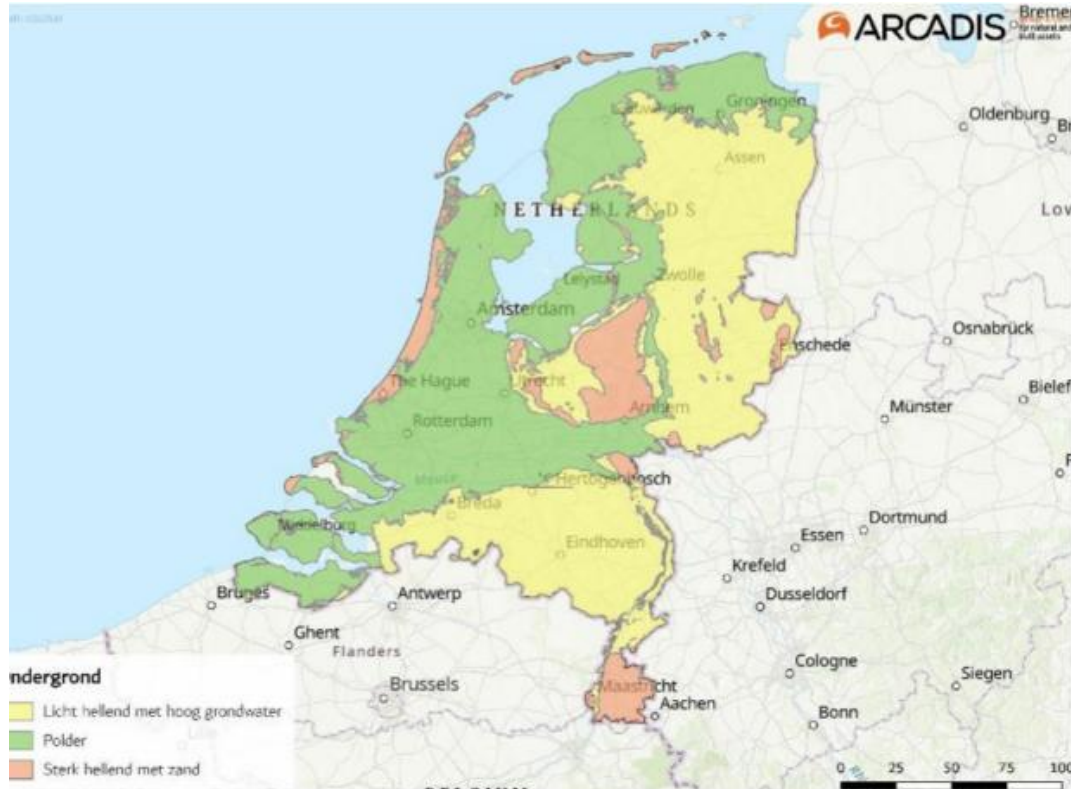 Bremen
ARCADIS
Oldenburg
Groningen
Assen
NETHERLANDS
Low
Zwolle
Lelystad
Amsterdam
Osnabrück
Enschede
The Hague
Utrecht
Bielef
Münster
Arnhem
Rotterdam
's Hertogenbosch
Breda
Middelburg
Dortmund
Essen
Eindhoven
Krefeld
Bruges
Antwerp
Dusseldorf
Ghent
Flanders
Cologne
Siegen
ndergrond
Brussels
Maastricht
Aachen
Licht hellend met hoog grondwater
Bonn
Polder
Sterk hellend met zand
0 25 50 75 100